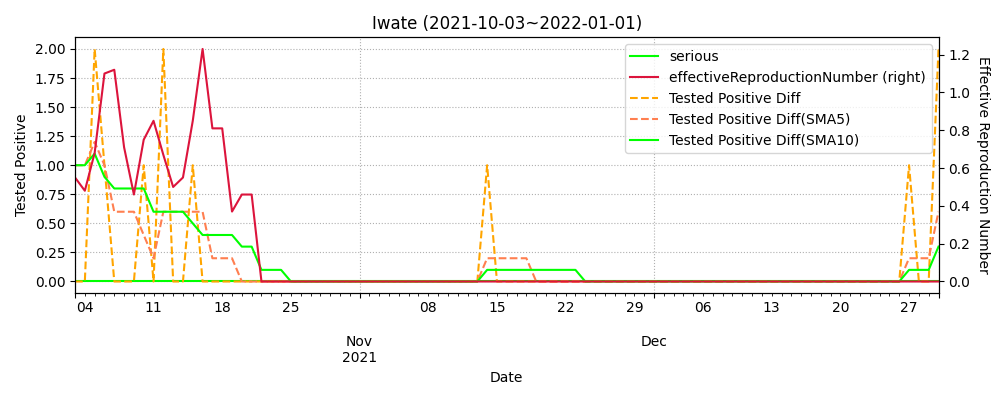 Iwate (2021-10-03~2022-01-01)
serious
effectiveReproductionNumber (right)
Tested Positive Diff
Tested Positive Diff(SMA5)
Tested Positive Diff(SMA10)
Tested Positive
2.00
1.75
1.50
1.25
1.00
0.75
0.50
0.25
0.00
1.2
1.0
0.8
0.6
0.4
0.2
0.0
Effective Reproduction Number
04 11 18 25 08 15 22 29 06 13 20 27
Nov Dec
2021
Date